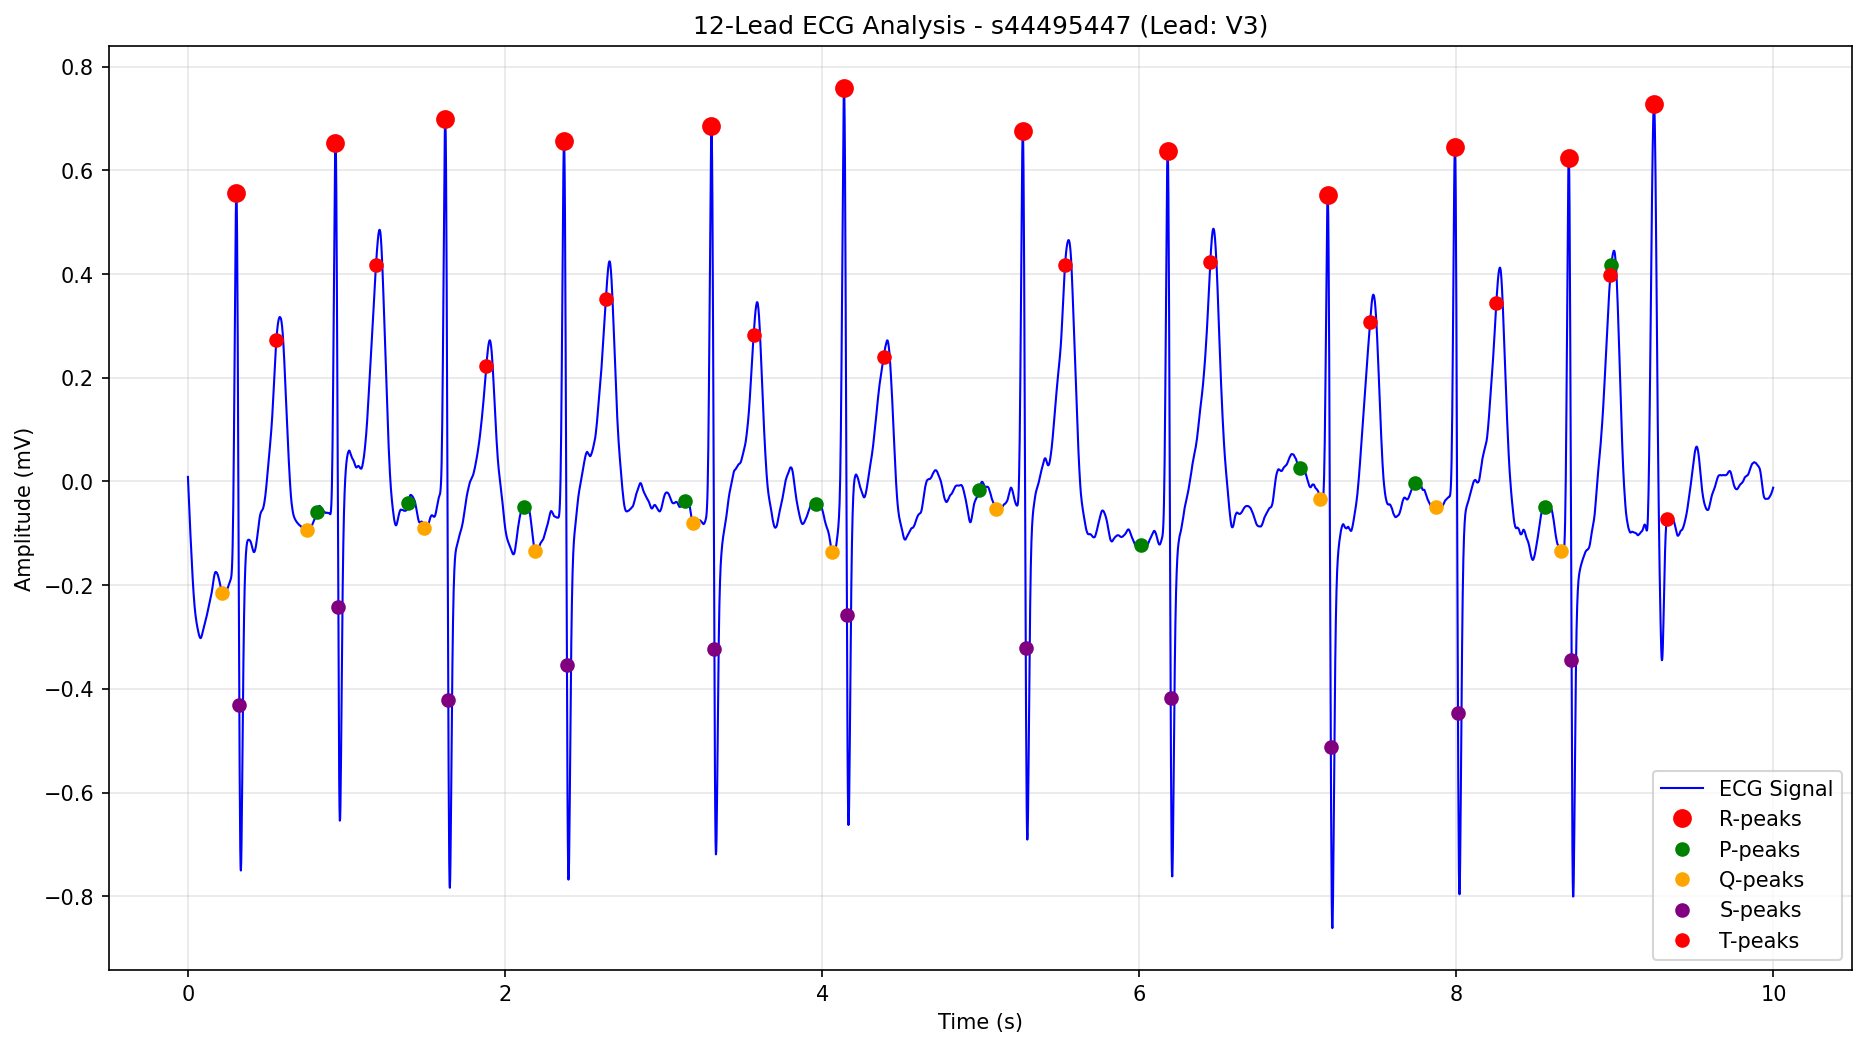 12-Lead ECG Analysis - s44495447 (Lead: V3)
Amplitude (mV)
0.8
0.6
0.4
0.2
0.0
−0.2
−0.4
−0.6
−0.8
ECG Signal
R-peaks
P-peaks
Q-peaks
S-peaks
T-peaks
0 2 4 6 8 10
Time (s)